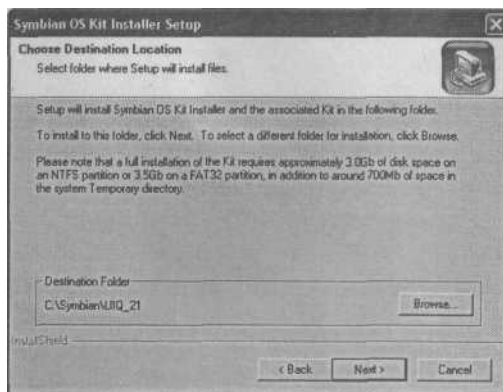 Symbian OS Kit Installer Setup
Choose Destination Location
Select folder where Setup will install files.
Setup will install Symbian OS Kit Installer and the associated Kit in the following folder.
To install to this folder, click Next. To select a different folder for installation, click Browse.
Please note that a full installation of the Kit requires approximately 3.0Gb of disk space on
an NTFS partition or 3.5Gb on a FAT32 partition, in addition to around 700Mb of space in
the system Temporary directory.
Destination Folder
C:\Symbian\UIQ_21
Browse...
InstallShield
< Back
Next >
Cancel